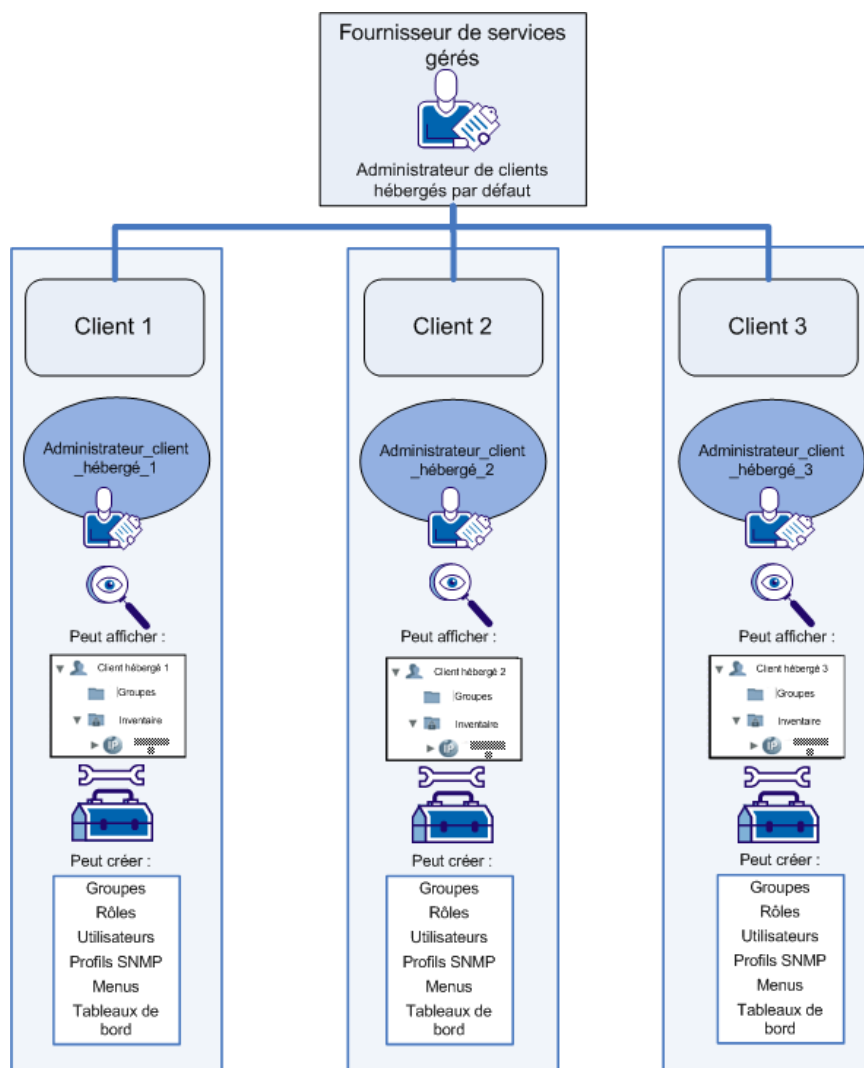 Fournisseur de services
gérés
Administrateur de clients
hébergés par défaut
Client 1
Administrateur_client
_hébergé_1
Peut afficher :
Client hébergé 1
Groupes
Inventaire
IP
Peut créer :
Groupes
Rôles
Utilisateurs
Profils SNMP
Menus
Tableaux de
bord
Client 2
Administrateur_client
_hébergé_2
Peut afficher :
Client hébergé 2
Groupes
Inventaire
IP
Peut créer :
Groupes
Rôles
Utilisateurs
Profils SNMP
Menus
Tableaux de
bord
Client 3
Administrateur_client
_hébergé_3
Peut afficher :
Client hébergé 3
Groupes
Inventaire
IP
Peut créer :
Groupes
Rôles
Utilisateurs
Profils SNMP
Menus
Tableaux de
bord